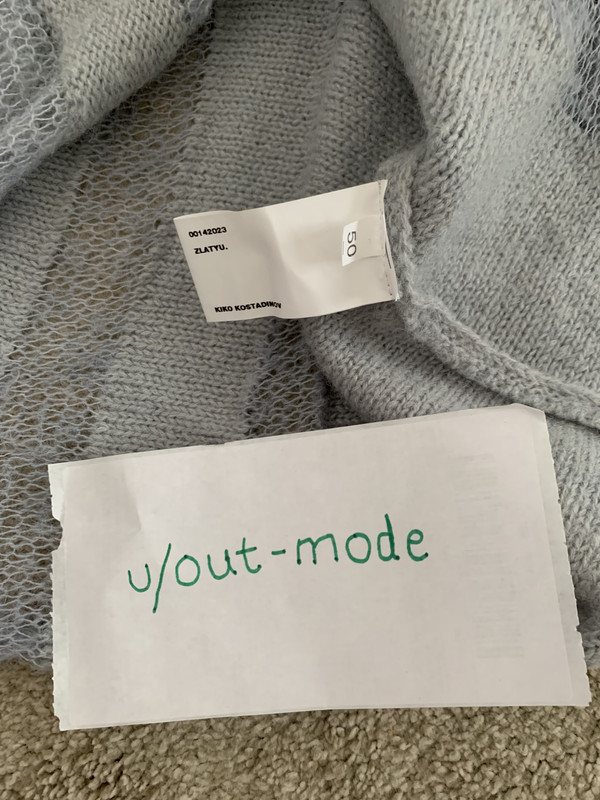 00142023
ZLATYU.
50
KIKO KOSTADINOV
u/out-mode